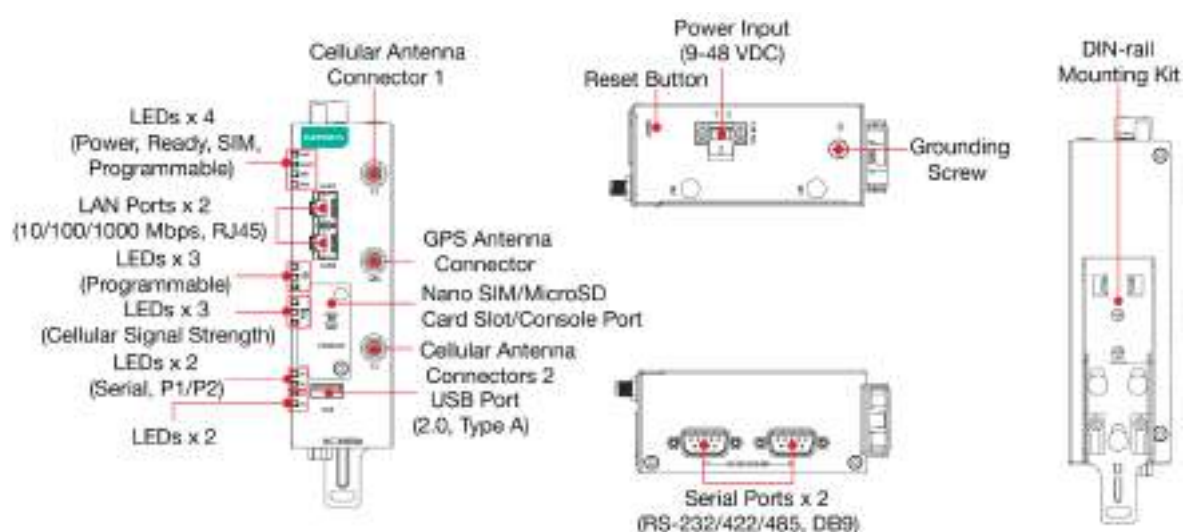 Cellular Antenna
Connector 1
LEDs x 4
(Power, Ready, SIM,
Programmable)
LAN Ports x 2
(10/100/1000 Mbps, RJ45)
LEDs x 3
(Programmable)
LEDs x 3
(Cellular Signal Strength)
LEDs x 2
(Serial, P1/P2)
LEDs x 2
GPS Antenna
Connector
Nano SIM/MicroSD
Card Slot/Console Port
Cellular Antenna
Connectors 2
USB Port
(2.0, Type A)
Power Input
(9-48 VDC)
Reset Button
Grounding
Screw
Serial Ports x 2
(RS-232/422/485, DB9)
DIN-rail
Mounting Kit